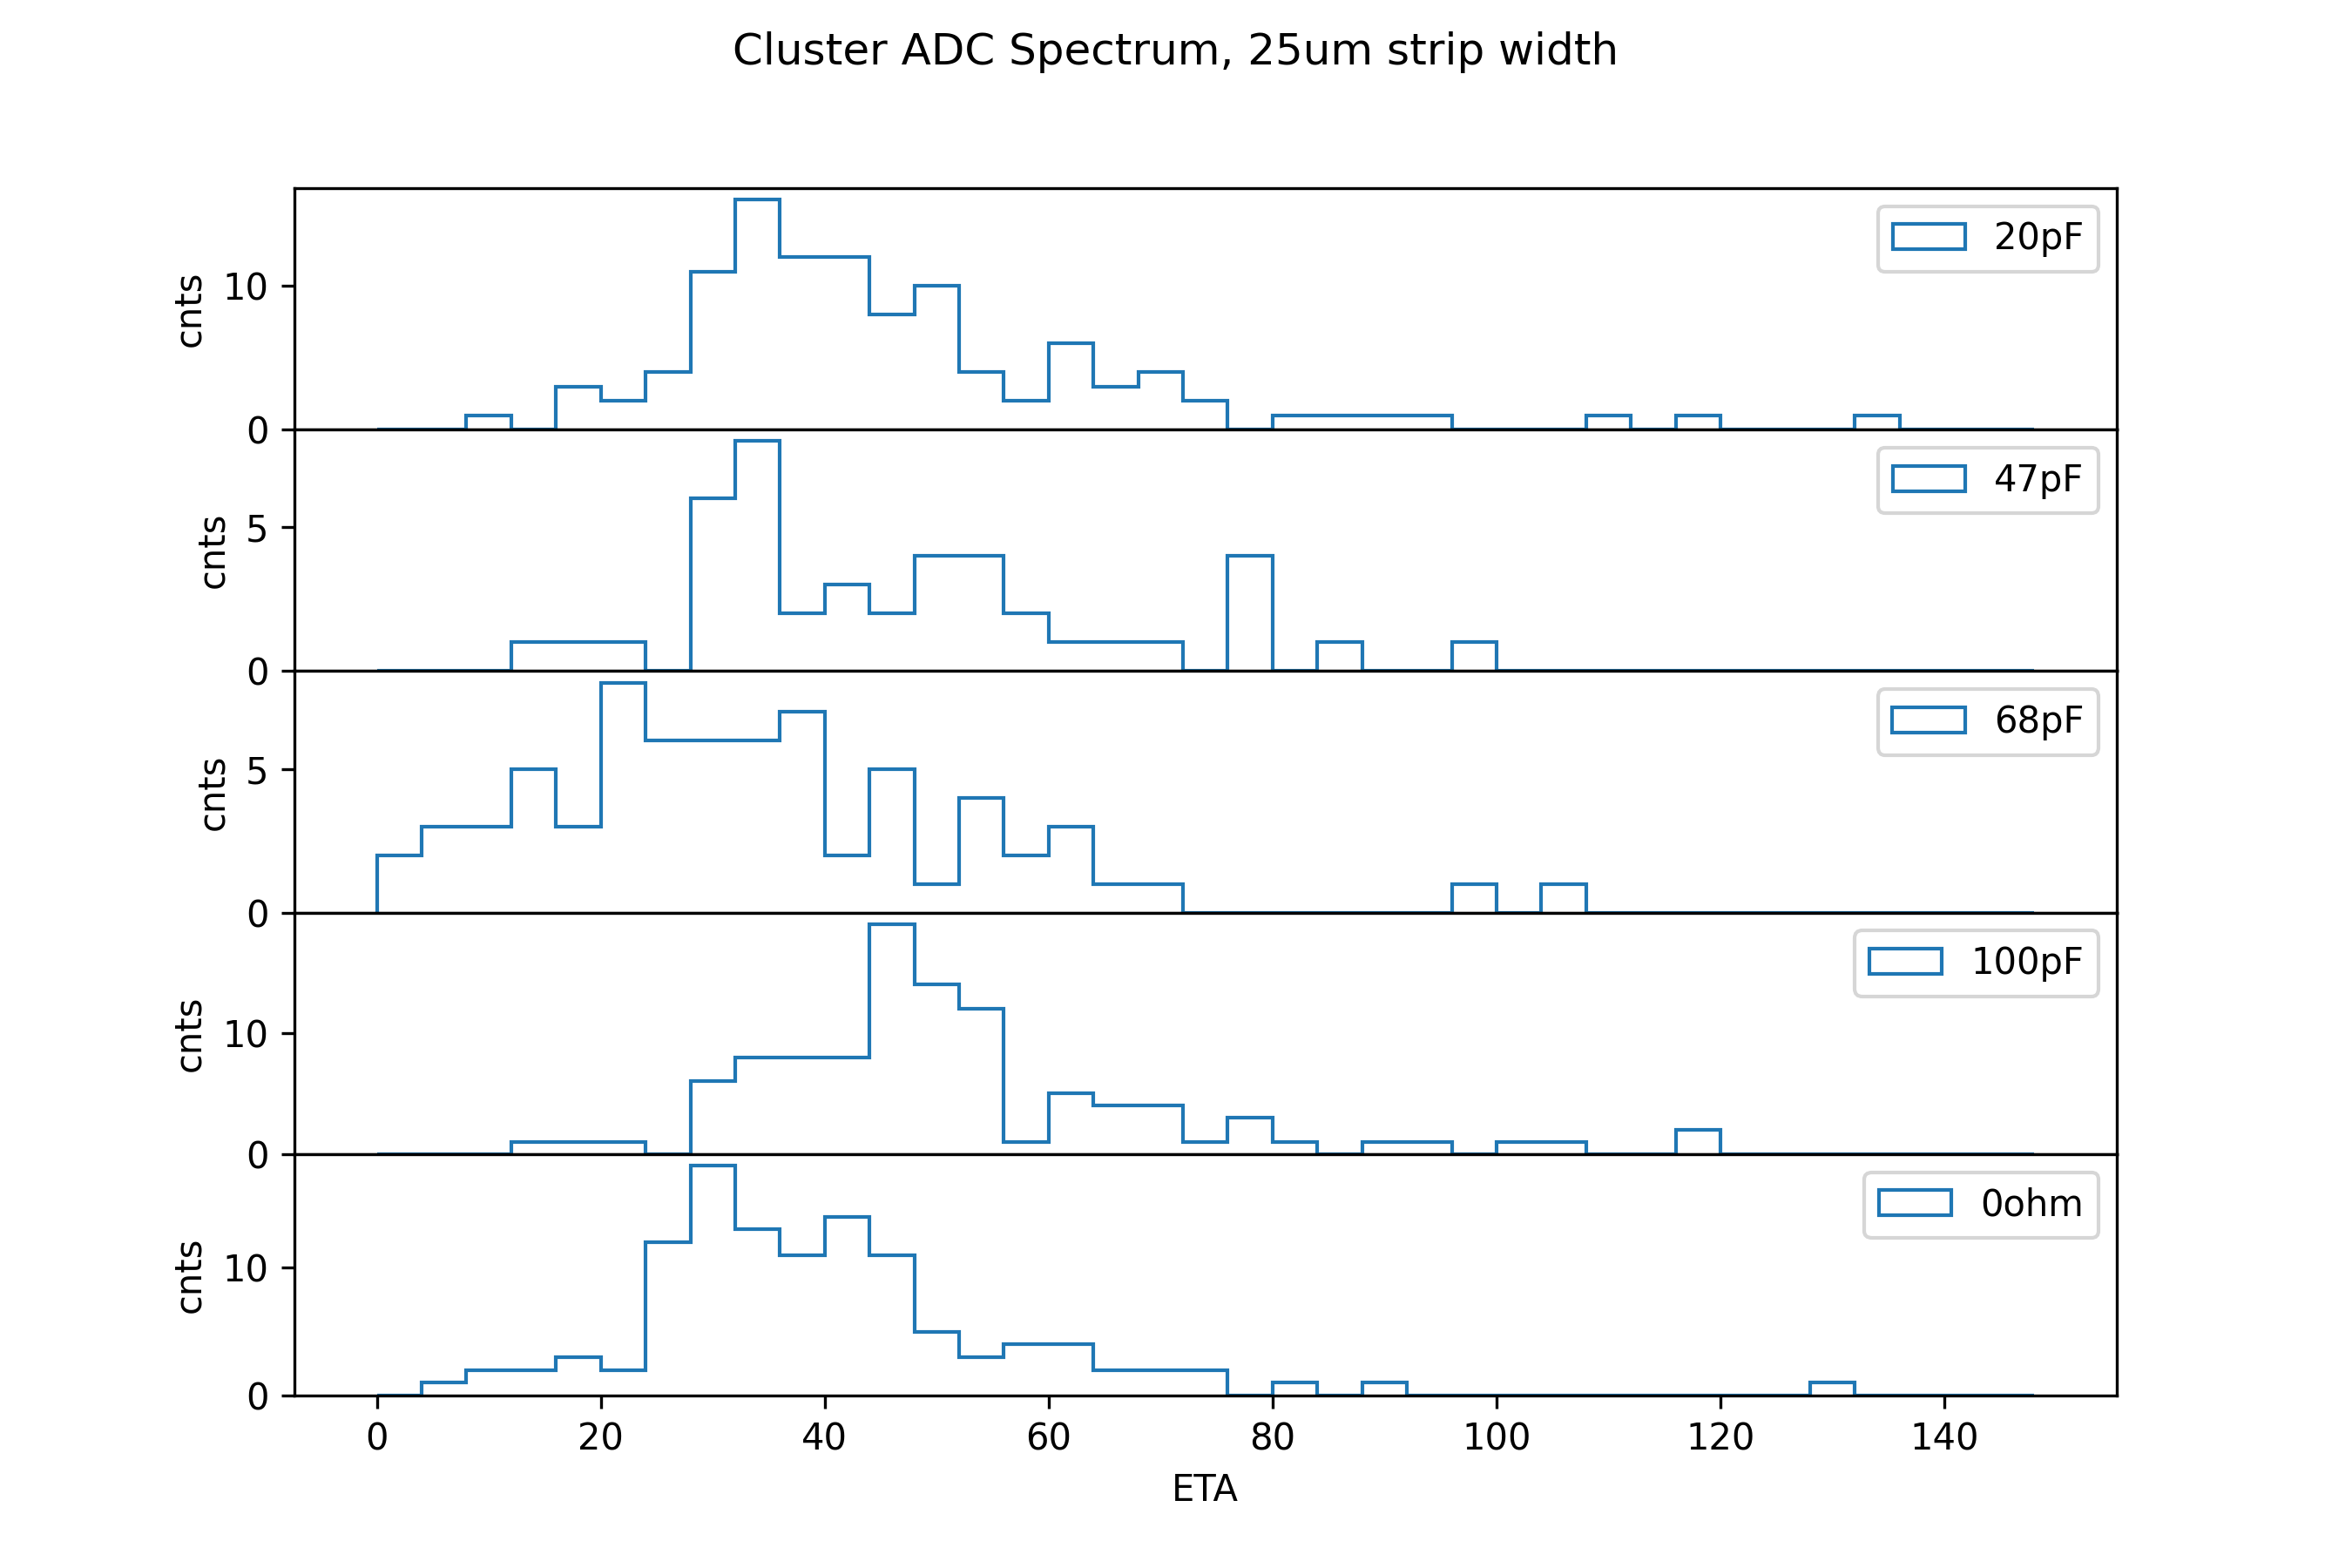 Cluster ADC Spectrum, 25um strip width
cnts
10
0
20pF
cnts
5
0
47pF
cnts
5
0
68pF
cnts
10
0
100pF
cnts
10
0
0ohm
0 20 40 60 80 100 120 140
ETA